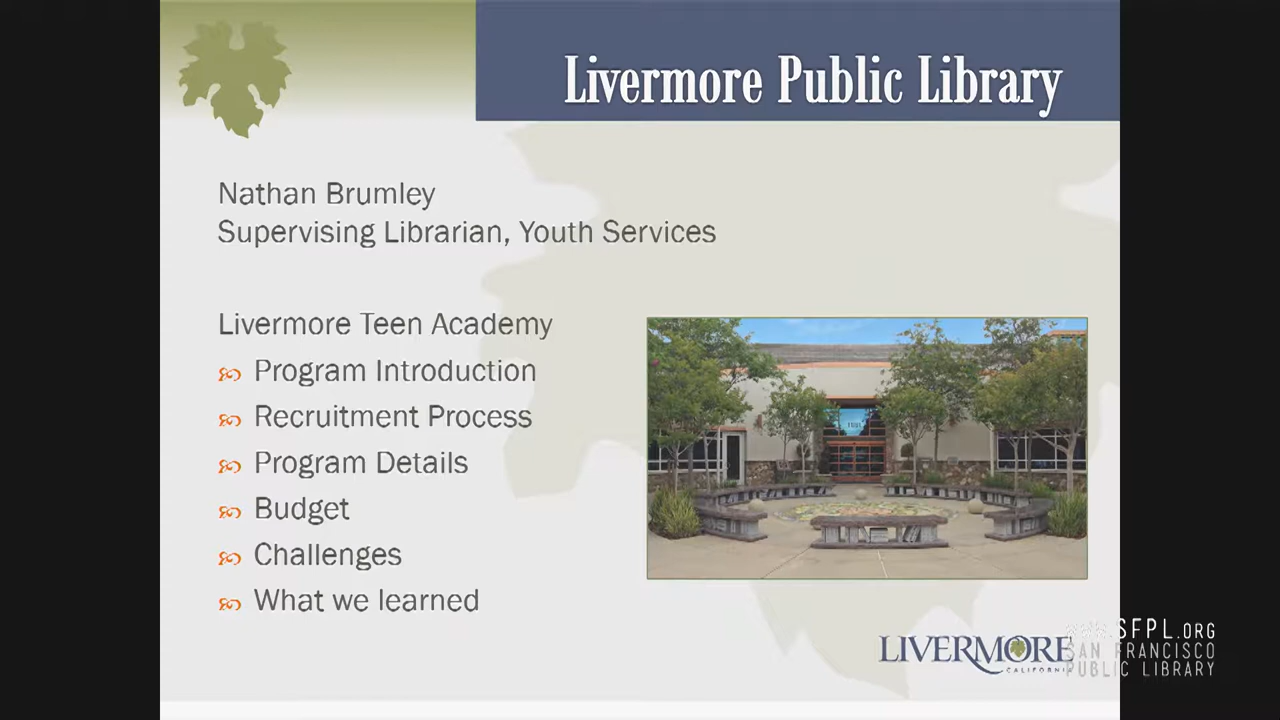 Livermore Public Library
Nathan Brumley
Supervising Librarian, Youth Services
Livermore Teen Academy
Program Introduction
Recruitment Process
Program Details
Budget
Challenges
What we learned
LIVERMORE
CALIFORNIA
WWW.SFPL.ORG
SAN FRANCISCO
PUBLIC LIBRARY